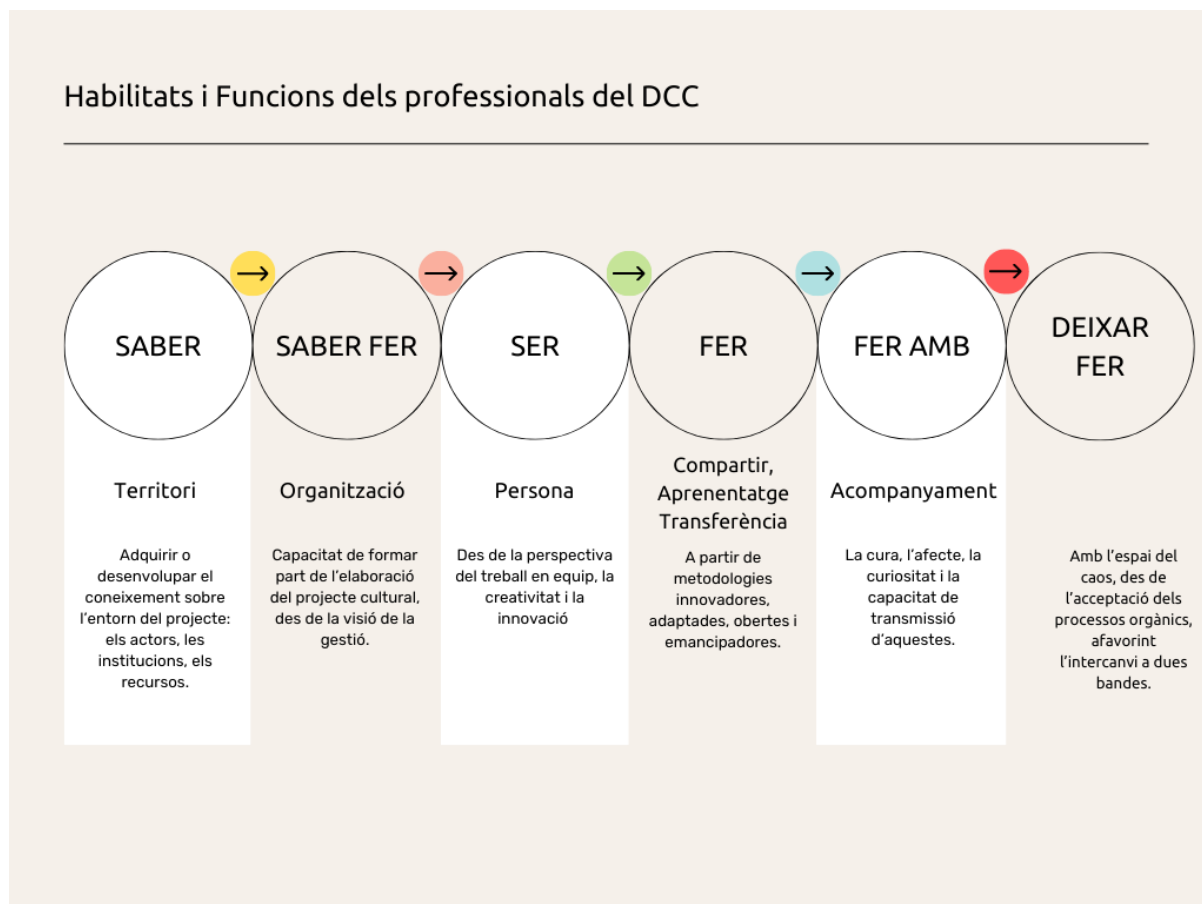 Habilitats i Funcions dels professionals del DCC
SABER
Territori
Adquirir o
desenvolupar el
coneixement sobre
l'entorn del projecte:
els actors, les
institucions, els
recursos.
SABER FER
Organització
Capacitat de formar
part de l'elaboració
del projecte cultural,
des de la visió de la
gestió.
SER
Persona
Des de la perspectiva
del treball en equip, la
creativitat i la
innovació
FER
Compartir,
Aprenentatge
Transferència
A partir de
metodologies
innovadores,
adaptades, obertes i
emancipadores.
FER AMB
Acompanyament
La cura, l'afecte, la
curiositat i la
capacitat de
transmissió
d'aquestes.
DEIXAR
FER
Amb l'espai del
caos, des de
l'acceptació dels
processos orgànics,
afavorint
l'intercanvi a dues
bandes.